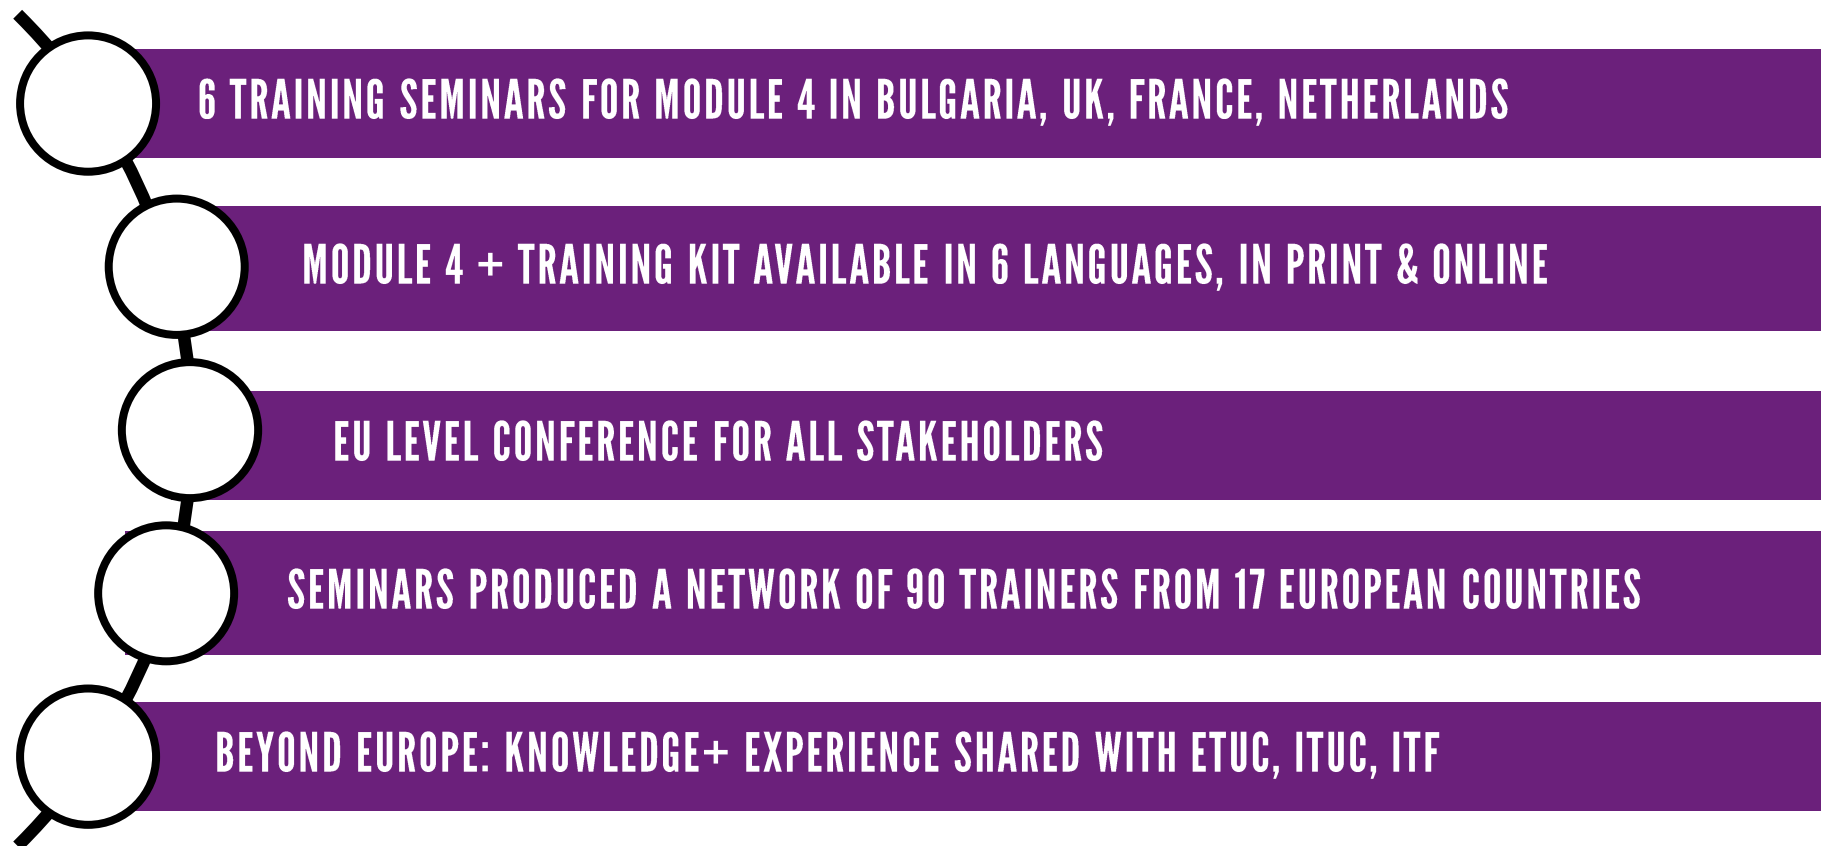 6 TRAINING SEMINARS FOR MODULE 4 IN BULGARIA, UK, FRANCE, NETHERLANDS
MODULE 4 + TRAINING KIT AVAILABLE IN 6 LANGUAGES, IN PRINT & ONLINE
EU LEVEL CONFERENCE FOR ALL STAKEHOLDERS
SEMINARS PRODUCED A NETWORK OF 90 TRAINERS FROM 17 EUROPEAN COUNTRIES
BEYOND EUROPE: KNOWLEDGE+ EXPERIENCE SHARED WITH ETUC, ITUC, ITF